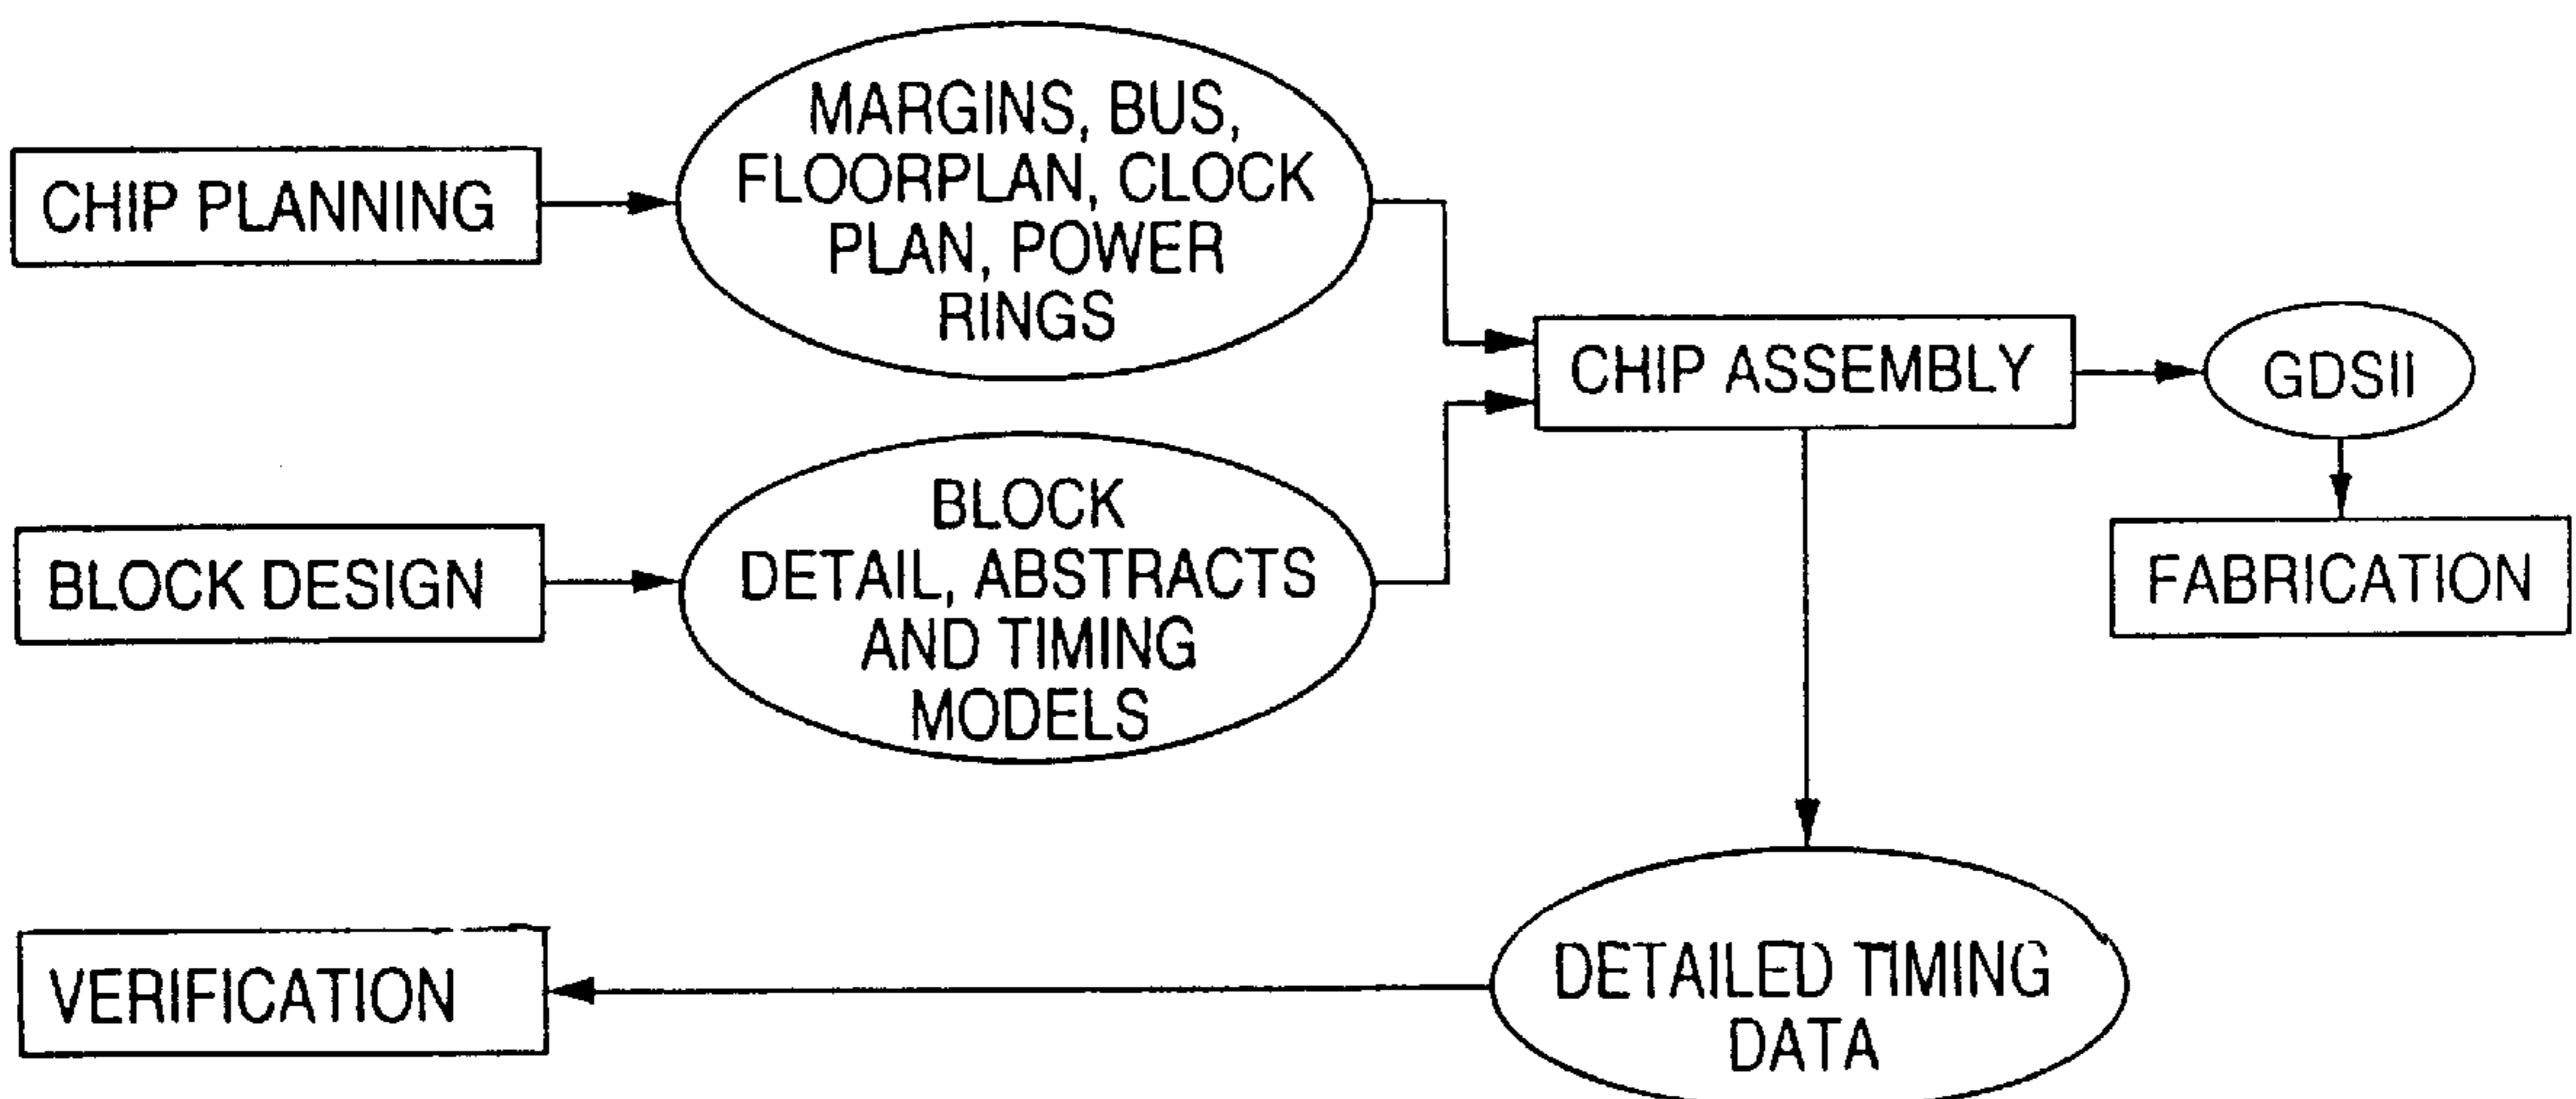 CHIP PLANNING
MARGINS, BUS,
FLOORPLAN, CLOCK
PLAN, POWER
RINGS
CHIP ASSEMBLY
GDSII
BLOCK DESIGN
BLOCK
DETAIL, ABSTRACTS
AND TIMING
MODELS
FABRICATION
VERIFICATION
DETAILED TIMING
DATA